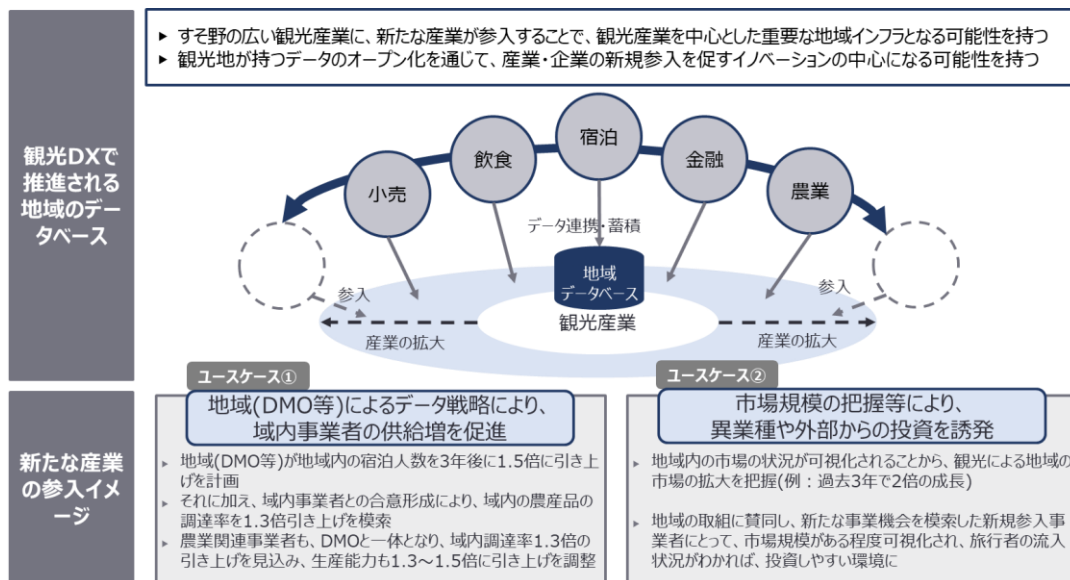 ▶ すそ野の広い観光産業に、新たな産業が参入することで、観光産業を中心とした重要な地域インフラとなる可能性を持つ
▶ 観光地が持つデータのオープン化を通じて、産業・企業の新規参入を促すイノベーションの中心になる可能性を持つ
観光DXで
推進される
地域のデー
タベース
宿泊
飲食
金融
小売
農業
データ連携・蓄積
地域
データベース
観光産業
参入
参入
産業の拡大
産業の拡大
新たな産業
の参入イメ
ージ
ユースケース①
地域(DMO等)によるデータ戦略により、
域内事業者の供給増を促進
▶ 地域(DMO等)が地域内の宿泊人数を3年後に1.5倍に引き上
げを計画
▶ それに加え、域内事業者との合意形成により、域内の農産品の
調達率を1.3倍引き上げを模索
▶ 農業関連事業者も、DMOと一体となり、域内調達率1.3倍の
引き上げを見込み、生産能力も1.3～1.5倍に引き上げを調整
ユースケース②
市場規模の把握等により、
異業種や外部からの投資を誘発
▶ 地域内の市場の状況が可視化されることから、観光による地域の
市場の拡大を把握(例：過去3年で2倍の成長)
▶ 地域の取組に賛同し、新たな事業機会を模索した新規参入事
業者にとって、市場規模がある程度可視化され、旅行者の流入
状況がわかれば、投資しやすい環境に